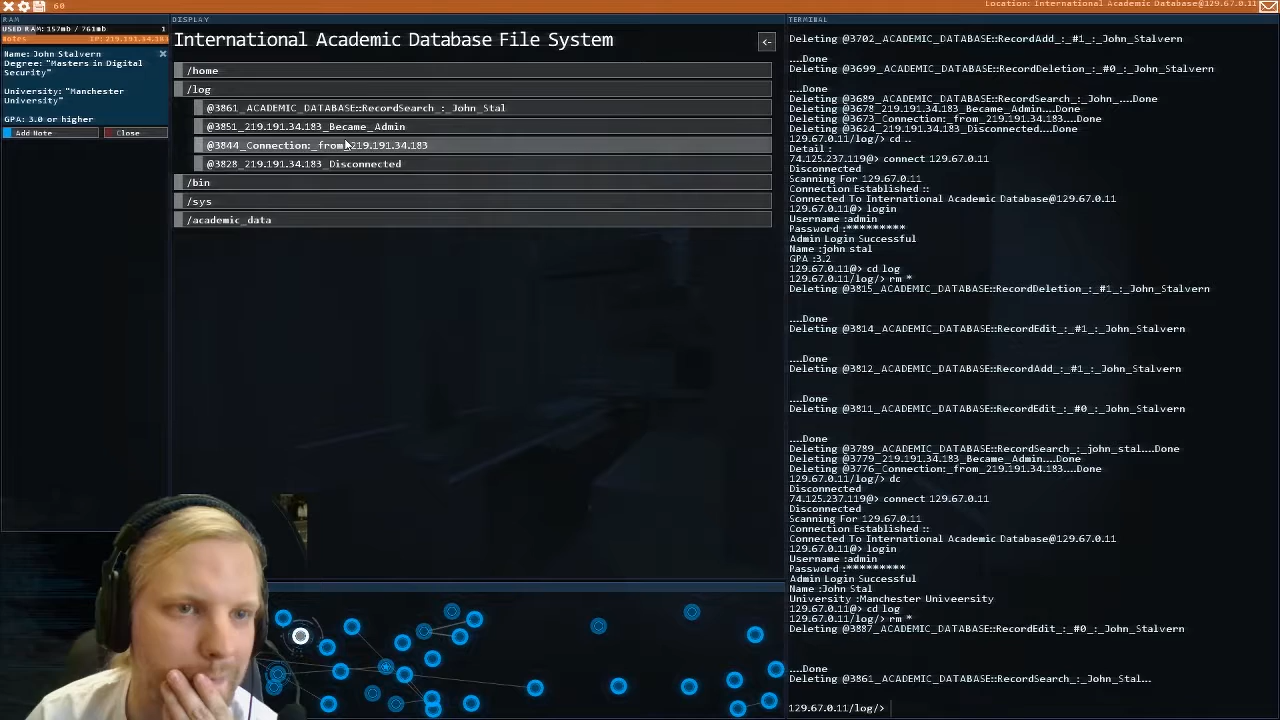 60
Location: International Academic Database@129.67.0.11
RAM
USED RAM: 157mb / 761mb 1
notes IP:219.191.34.183
Name: John Stalvern
Degree: "Masters in Digital
Security"
University: "Manchester
University"
GPA: 3.0 or higher
Add Note
Close
DISPLAY
International Academic Database File System
<-
/home
/log
@3861_ACADEMIC_DATABASE::RecordSearch_:_John_Stal
@3851_219.191.34.183_Became_Admin
@3844_Connection:_from_219.191.34.183
@3828_219.191.34.183_Disconnected
/bin
/sys
/academic_data
TERMINAL
Deleting @3702_ACADEMIC_DATABASE::RecordAdd_:_#1_:_John_Stalvern
....Done
Deleting @3699_ACADEMIC_DATABASE::RecordDeletion_:_#0_:_John_Stalvern
....Done
Deleting @3689_ACADEMIC_DATABASE::RecordSearch_:_John_....Done
Deleting @3678_219.191.34.183_Became_Admin....Done
Deleting @3673_Connection:_from_219.191.34.183....Done
Deleting @3624_219.191.34.183_Disconnected....Done
129.67.0.11/log/> cd ..
Detail :
74.125.237.119@> connect 129.67.0.11
Disconnected
Scanning For 129.67.0.11
Connection Established ::
Connected To International Academic Database@129.67.0.11
129.67.0.11@> login
Username :admin
Password :*********
Admin Login Successful
Name :john stal
GPA :3.2
129.67.0.11@> cd log
129.67.0.11/log/> rm *
Deleting @3815_ACADEMIC_DATABASE::RecordDeletion_:_#1_:_John_Stalvern
....Done
Deleting @3814_ACADEMIC_DATABASE::RecordEdit_:_#1_:_John_Stalvern
....Done
Deleting @3812_ACADEMIC_DATABASE::RecordAdd_:_#1_:_John_Stalvern
....Done
Deleting @3811_ACADEMIC_DATABASE::RecordEdit_:_#0_:_John_Stalvern
....Done
Deleting @3789_ACADEMIC_DATABASE::RecordSearch_:_john_stal....Done
Deleting @3779_219.191.34.183_Became_Admin....Done
Deleting @3776_Connection:_from_219.191.34.183....Done
129.67.0.11/log/> dc
Disconnected
74.125.237.119@> connect 129.67.0.11
Disconnected
Scanning For 129.67.0.11
Connection Established ::
Connected To International Academic Database@129.67.0.11
129.67.0.11@> login
Username :admin
Password :*********
Admin Login Successful
Name :John Stal
University :Manchester Univeersity
129.67.0.11@> cd log
129.67.0.11/log/> rm *
Deleting @3887_ACADEMIC_DATABASE::RecordEdit_:_#0_:_John_Stalvern
....Done
Deleting @3861_ACADEMIC_DATABASE::RecordSearch_:_John_Stal...
129.67.0.11/log/>